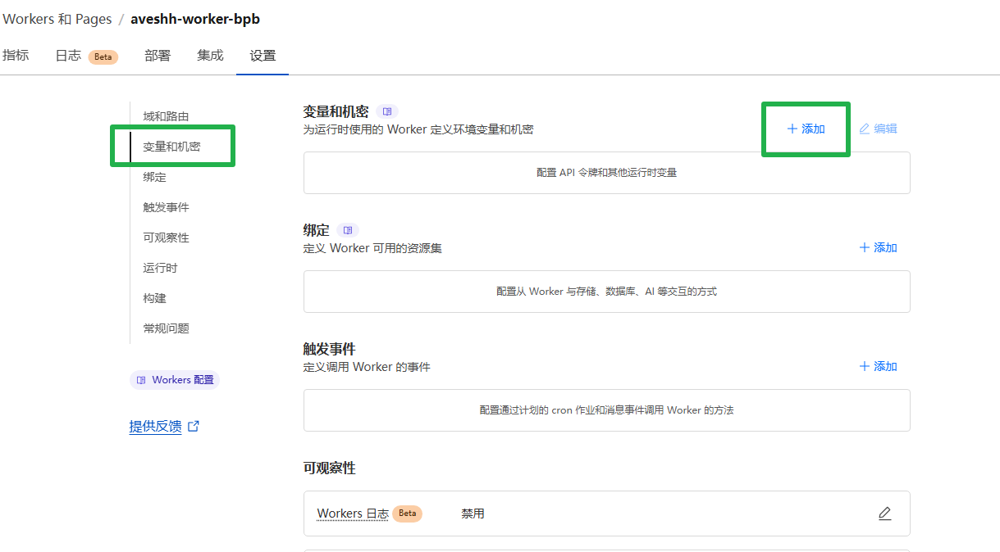 Workers 和 Pages / aveshh-worker-bpb
指标 日志 Beta 部署 集成 设置
域和路由
变量和机密
绑定
触发事件
可观察性
运行时
构建
常规问题
Workers 配置
提供反馈
变量和机密
为运行时使用的 Worker 定义环境变量和机密
添加 编辑
配置 API 令牌和其他运行时变量
绑定
定义 Worker 可用的资源集
添加
配置从 Worker 与存储、数据库、AI 等交互的方式
触发事件
定义调用 Worker 的事件
添加
配置通过计划的 cron 作业和消息事件调用 Worker 的方法
可观察性
Workers 日志 Beta 禁用